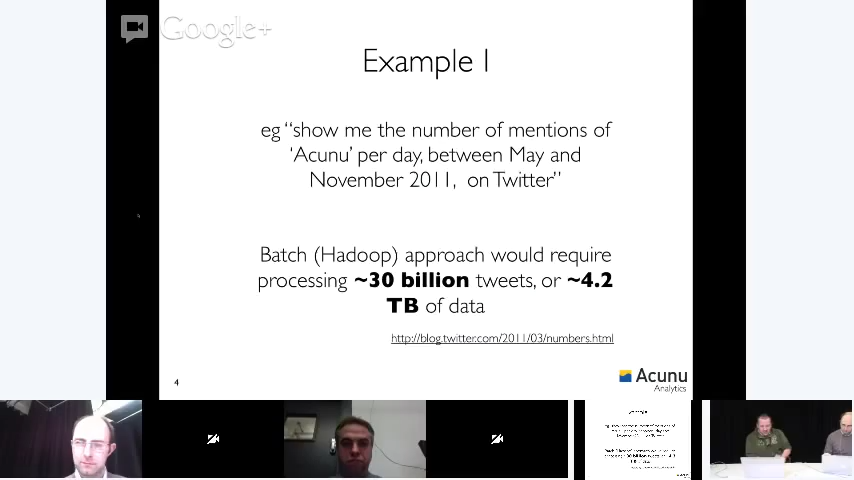 Google+
Example 1
eg “show me the number of mentions of
‘Acunu’ per day, between May and
November 2011, on Twitter”
Batch (Hadoop) approach would require
processing ~30 billion tweets, or ~4.2
TB of data
http://blog.twitter.com/2011/03/numbers.html
4
Acunu
Analytics